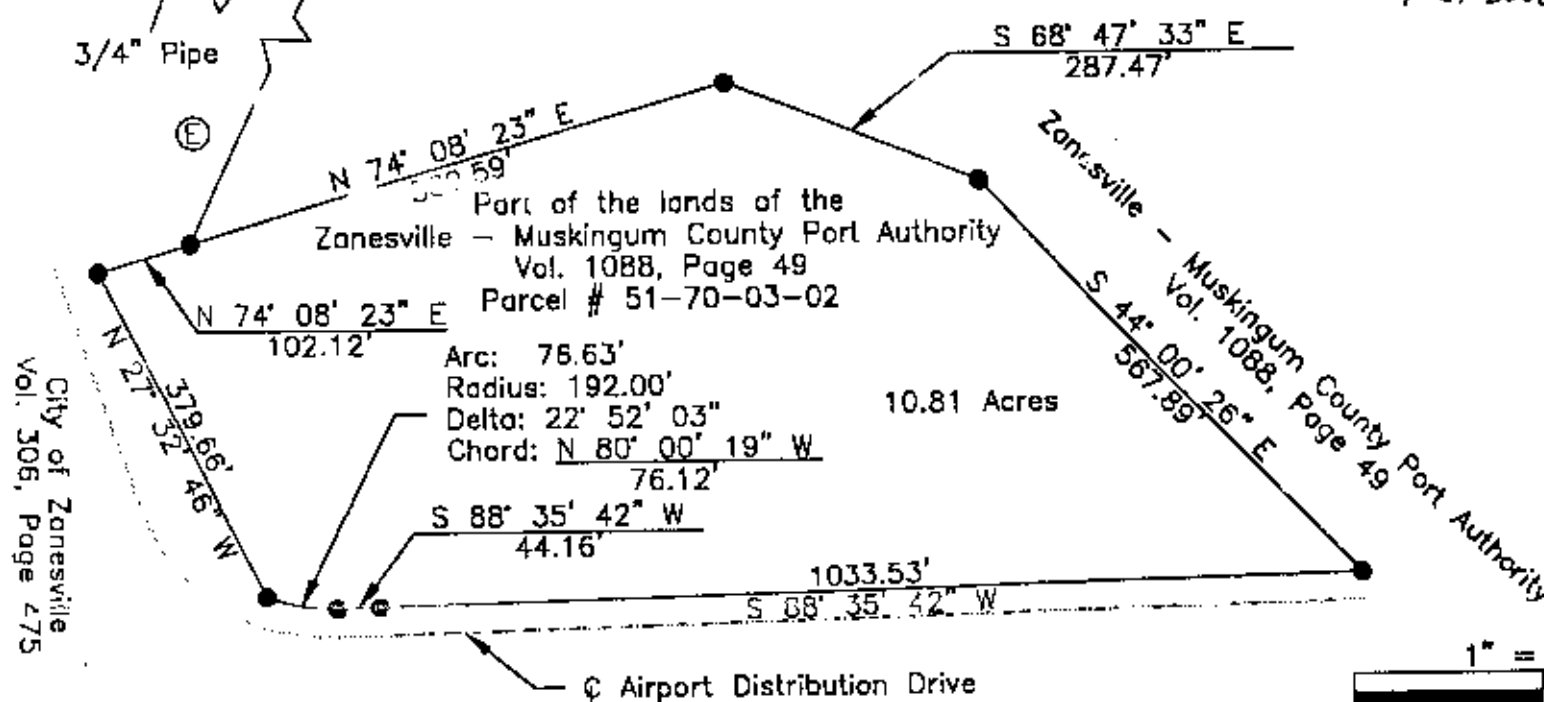 3/4" Pipe
S 68° 47' 33" E
287.47'
E
N 74° 08' 23" E
Part of the lands of the
Zanesville – Muskingum County Port Authority
Vol. 1088, Page 49
Parcel # 51-70-03-02
Zanesville – Muskingum County Port Authority
Vol. 1088, Page 49
S 44° 00' 26" E
567.89'
N 74° 08' 23" E
102.12'
N 27° 32' 46" W
379.66'
City of Zanesville
Vol. 306, Page 475
Arc: 76.63'
Radius: 192.00'
Delta: 22° 52' 03"
Chord: N 80° 00' 19" W
76.12'
10.81 Acres
S 88° 35' 42" W
44.16'
1033.53'
S 88° 35' 42" W
℄ Airport Distribution Drive
1" =